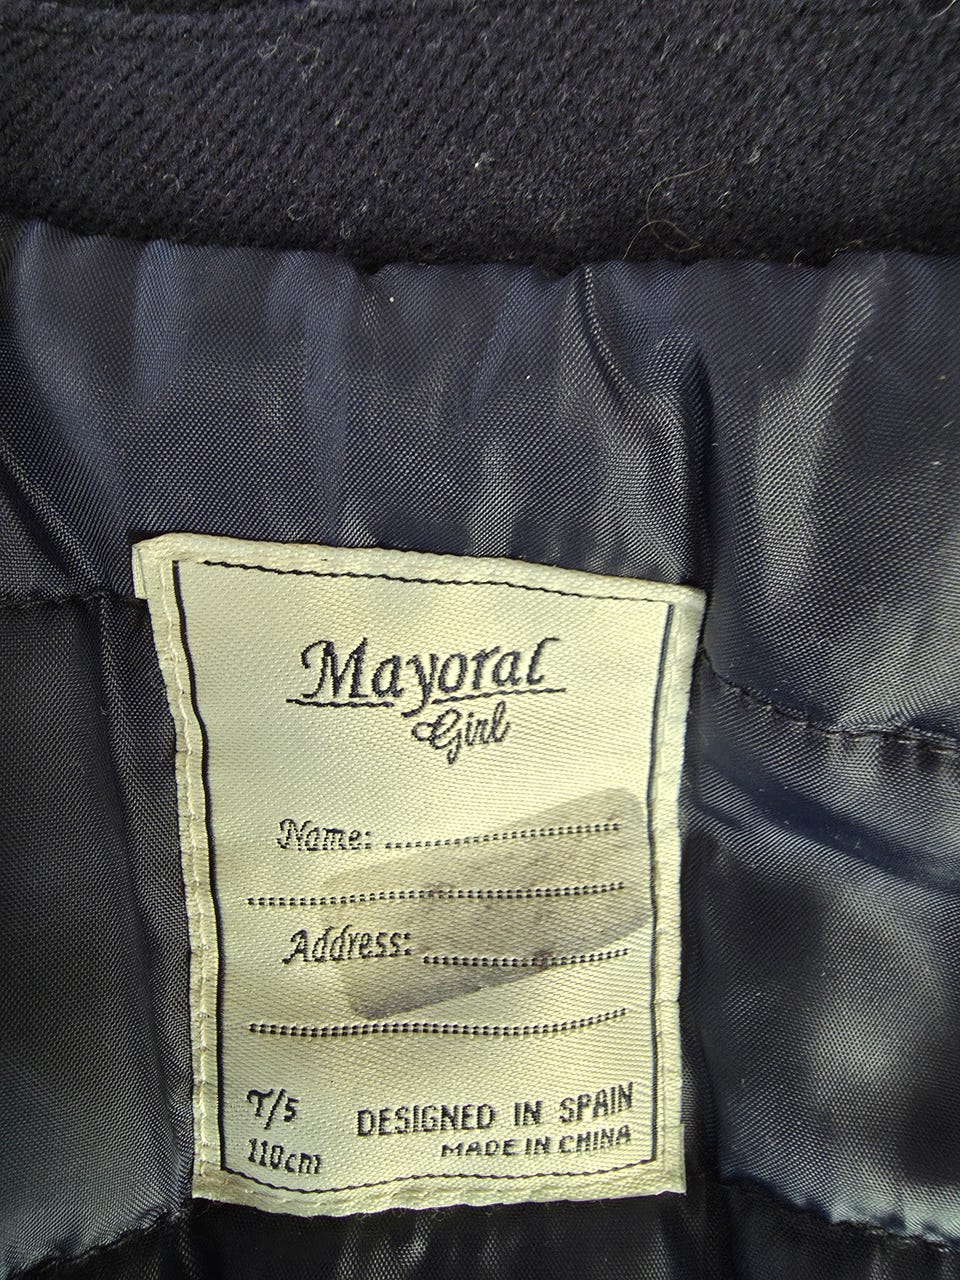 Mayoral
Girl
Name:
Address:
T/5
DESIGNED IN SPAIN
110cm
MADE IN CHINA